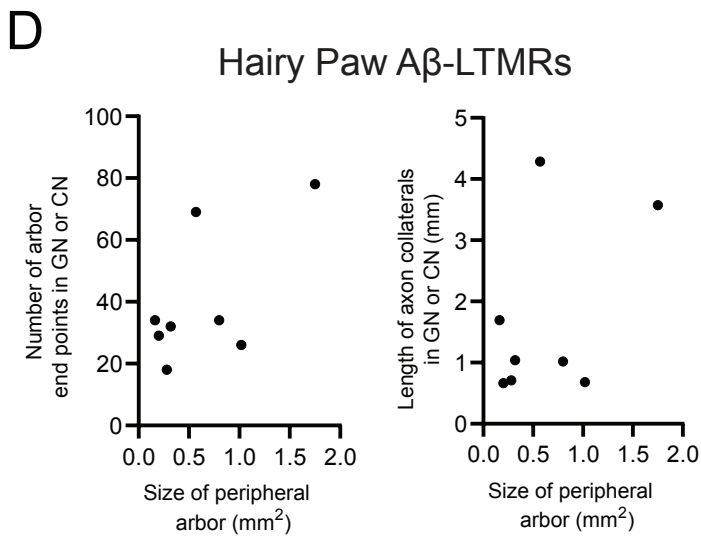 D
Hairy Paw Aβ-LTMRs
Number of arbor
end points in GN or CN
100
80
60
40
20
0
0.0 0.5 1.0 1.5 2.0
Size of peripheral
arbor (mm²)
Length of axon collaterals
in GN or CN (mm)
5
4
3
2
1
0
0.0 0.5 1.0 1.5 2.0
Size of peripheral
arbor (mm²)